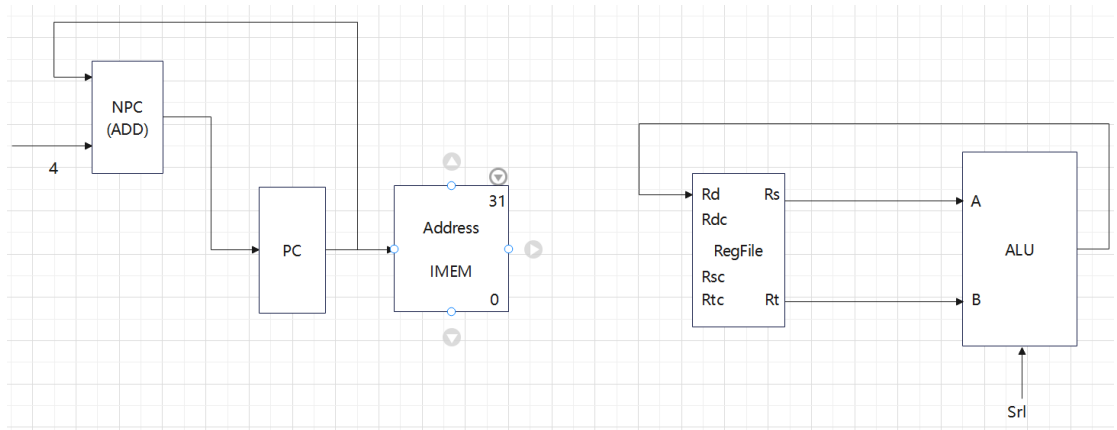 NPC
(ADD)
4
PC
31
Address
IMEM
0
Rd Rs
Rdc
RegFile
Rsc
Rtc Rt
A
ALU
B
Srl